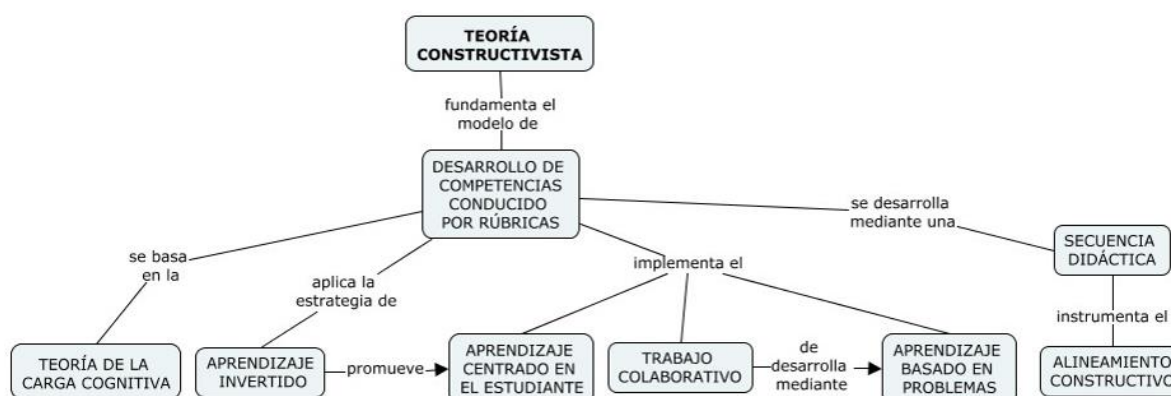 TEORÍA
CONSTRUCTIVISTA
fundamenta el
modelo de
DESARROLLO DE
COMPETENCIAS
CONDUCIDO
POR RÚBRICAS
se basa
en la
aplica la
estrategia de
implementa el
se desarrolla
mediante una
SECUENCIA
DIDÁCTICA
instrumenta el
TEORÍA DE LA
CARGA COGNITIVA
APRENDIZAJE
INVERTIDO
promueve
APRENDIZAJE
CENTRADO EN
EL ESTUDIANTE
TRABAJO
COLABORATIVO
de
desarrolla
mediante
APRENDIZAJE
BASADO EN
PROBLEMAS
ALINEAMIENTO
CONSTRUCTIVO